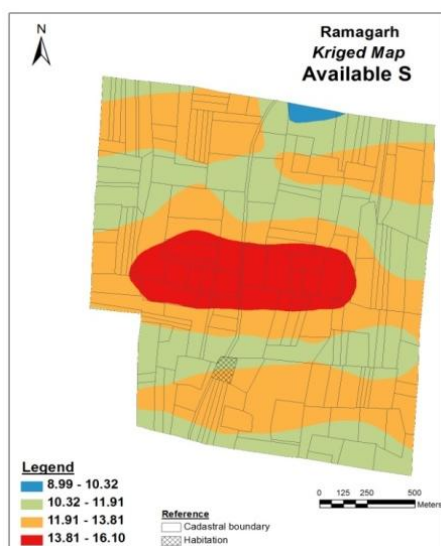 N
Ramagarh
Kriged Map
Available S
Legend
8.99 - 10.32
10.32 - 11.91
11.91 - 13.81
13.81 - 16.10
Reference
Cadastral boundary
Habitation
0 125 250 500
Meters